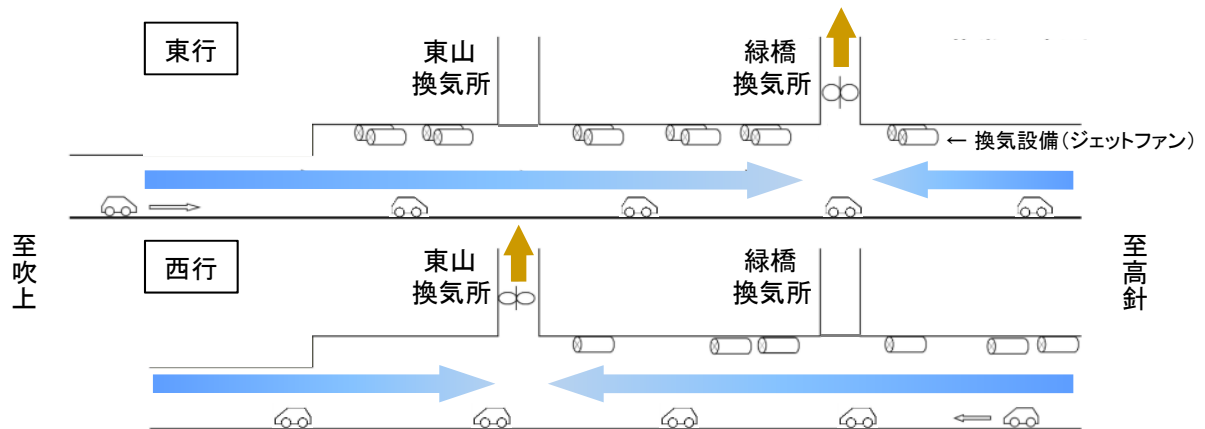 東行
東山
換気所
緑橋
換気所
← 換気設備（ジェットファン）
至吹上
至高針
西行
東山
換気所
緑橋
換気所